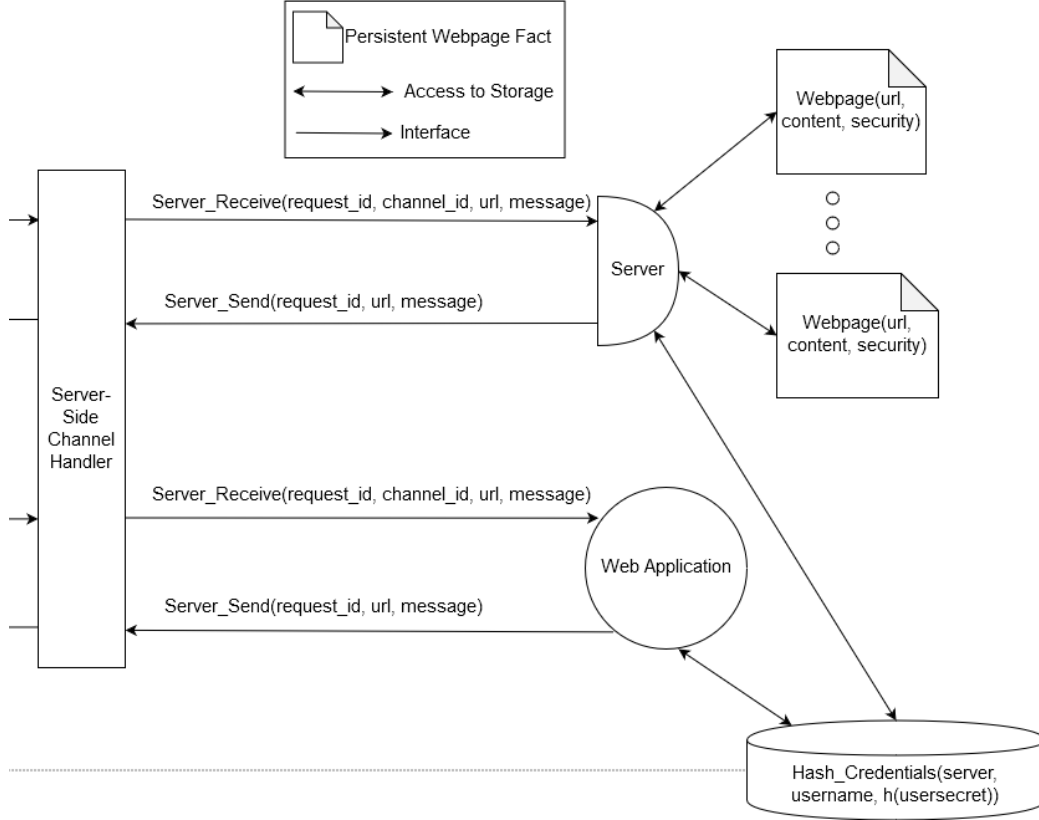 Persistent Webpage Fact
Access to Storage
Interface
Webpage(url,
content, security)
Server_Receive(request_id, channel_id, url, message)
Server
Server_Send(request_id, url, message)
Webpage(url,
content, security)
Server-
Side
Channel
Handler
Server_Receive(request_id, channel_id, url, message)
Web Application
Server_Send(request_id, url, message)
Hash_Credentials(server,
username, h(usersecret))